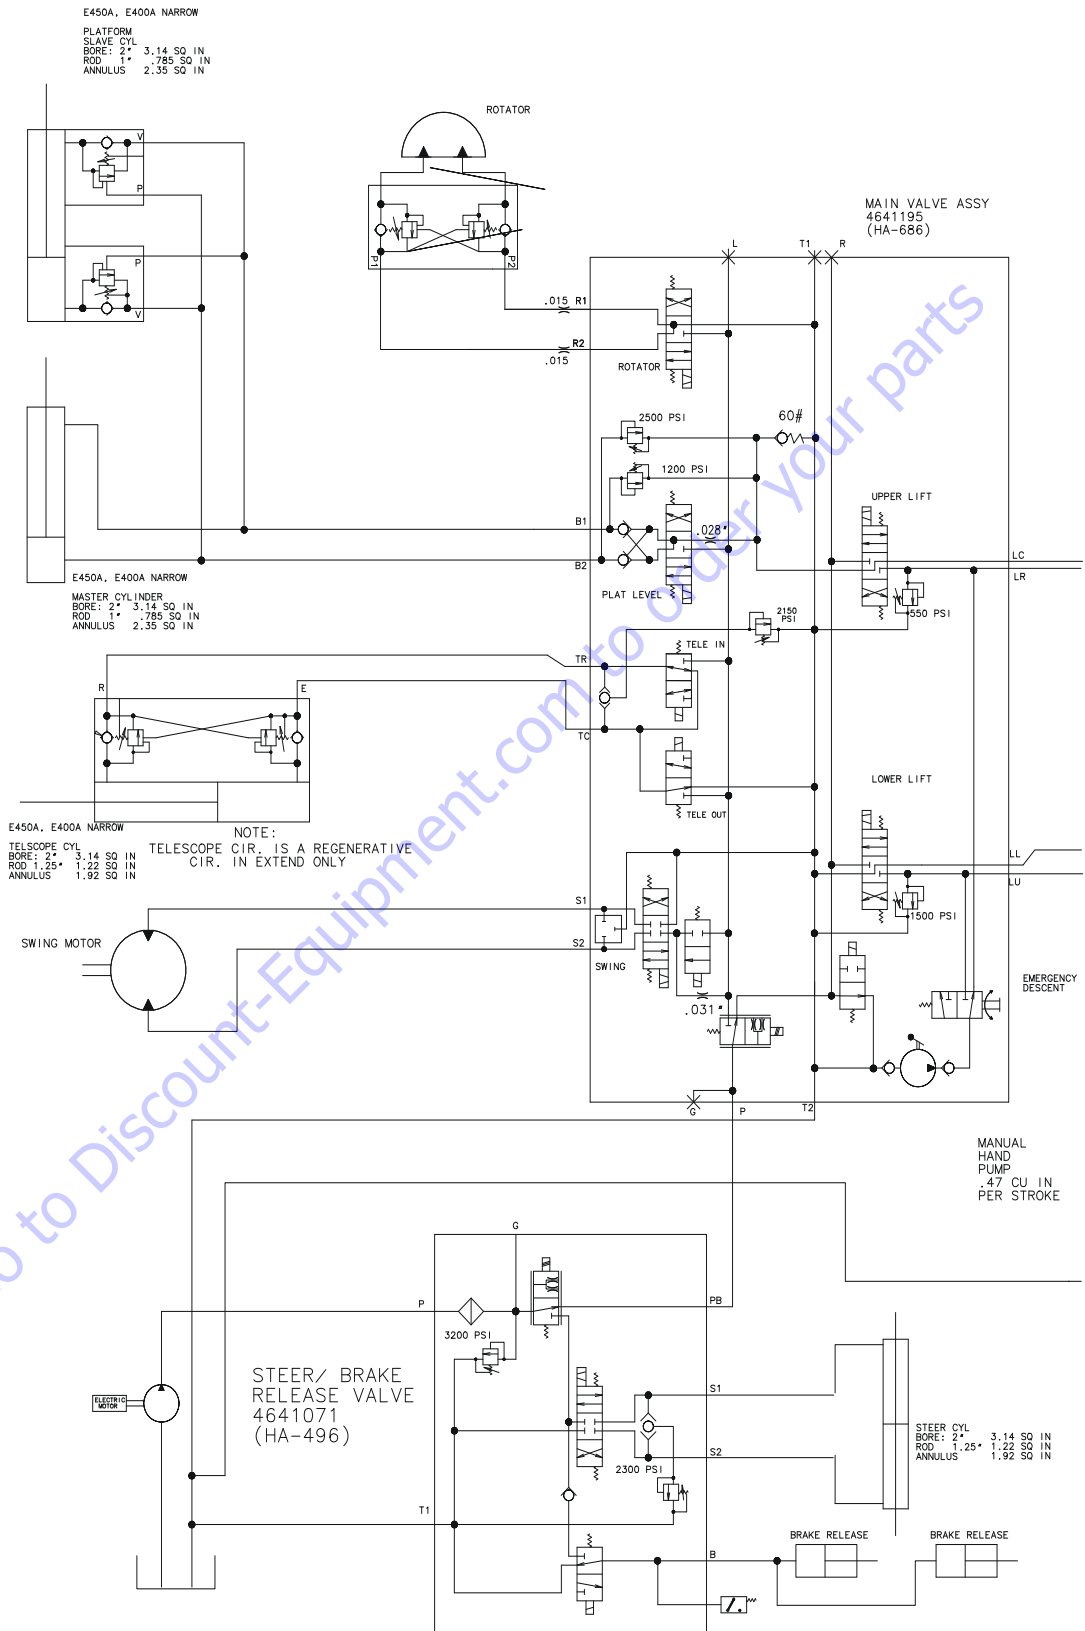 E450A, E400A NARROW
PLATFORM
SLAVE CYL
BORE: 2" 3.14 SQ IN
ROD 1" .785 SQ IN
ANNULUS 2.35 SQ IN
V
P
P
V
ROTATOR
P1
P2
MAIN VALVE ASSY
4641195
(HA-686)
L
T1
R
.015 R1
R2
.015
ROTATOR
2500 PSI
60#
1200 PSI
UPPER LIFT
B1
.028"
B2
LC
LR
PLAT LEVEL
550 PSI
E450A, E400A NARROW
MASTER CYLINDER
BORE: 2" 3.14 SQ IN
ROD 1" .785 SQ IN
ANNULUS 2.35 SQ IN
2150
PSI
TELE IN
TR
R
E
TC
TELE OUT
LOWER LIFT
E450A, E400A NARROW
TELSCOPE CYL
BORE: 2" 3.14 SQ IN
ROD 1.25" 1.22 SQ IN
ANNULUS 1.92 SQ IN
NOTE:
TELESCOPE CIR. IS A REGENERATIVE
CIR. IN EXTEND ONLY
LL
LU
S1
1500 PSI
SWING MOTOR
S2
SWING
EMERGENCY
DESCENT
.031"
G
P
T2
MANUAL
HAND
PUMP
.47 CU IN
PER STROKE
G
P
PB
3200 PSI
STEER/ BRAKE
RELEASE VALVE
4641071
(HA-496)
ELECTRIC
MOTOR
S1
S2
2300 PSI
STEER CYL
BORE: 2" 3.14 SQ IN
ROD 1.25" 1.22 SQ IN
ANNULUS 1.92 SQ IN
T1
B
BRAKE RELEASE
BRAKE RELEASE
o to Discount-Equipment.com to order your parts